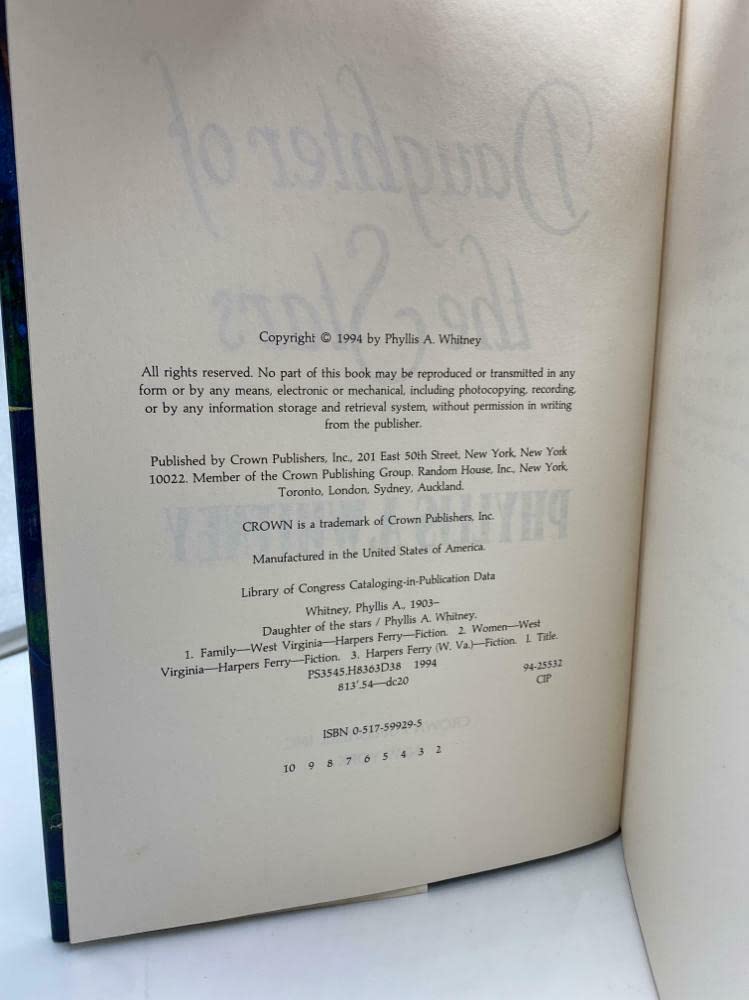 Daughter of
the Stars
Copyright © 1994 by Phyllis A. Whitney
All rights reserved. No part of this book may be reproduced or transmitted in any
form or by any means, electronic or mechanical, including photocopying, recording,
or by any information storage and retrieval system, without permission in writing
from the publisher.
Published by Crown Publishers, Inc., 201 East 50th Street, New York, New York
10022. Member of the Crown Publishing Group. Random House, Inc., New York,
Toronto, London, Sydney, Auckland.
PHYLLIS A. WHITNEY
CROWN is a trademark of Crown Publishers, Inc.
Manufactured in the United States of America.
Library of Congress Cataloging-in-Publication Data
Whitney, Phyllis A., 1903–
Daughter of the stars / Phyllis A. Whitney.
1. Family—West Virginia—Harpers Ferry—Fiction. 2. Women—West
Virginia—Harpers Ferry—Fiction. 3. Harpers Ferry (W. Va.)—Fiction. I. Title.
PS3545.H8363D38 1994
813'.54—dc20
94-25532
CIP
ISBN 0-517-59929-5
10 9 8 7 6 5 4 3 2